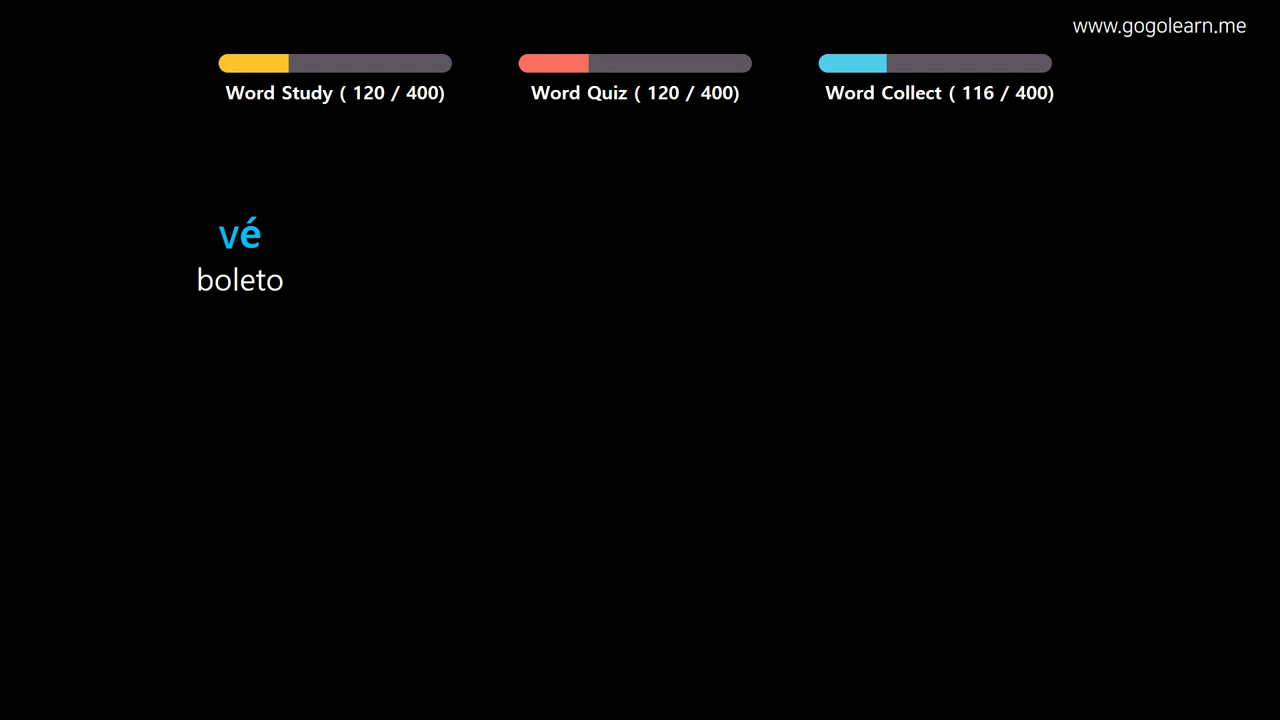 www.gogolearn.me
Word Study ( 120 / 400)
Word Quiz ( 120 / 400)
Word Collect ( 116 / 400)
vé
boleto